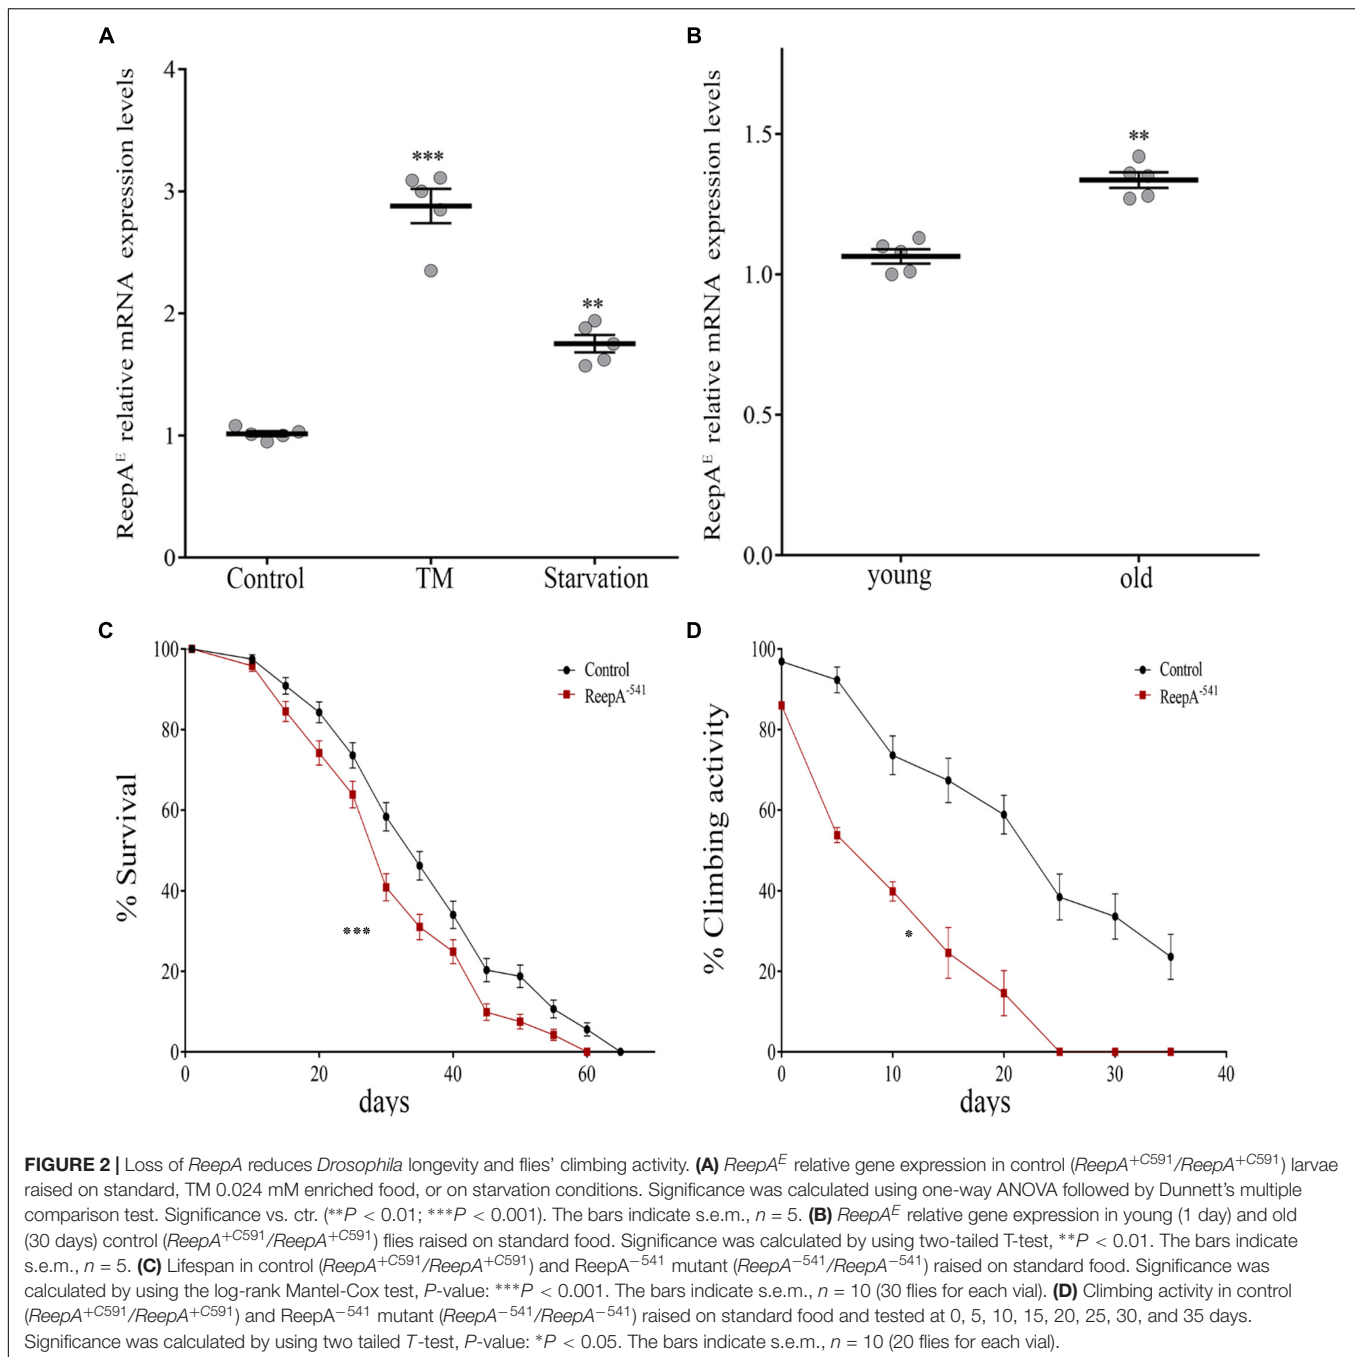 A
ReepA^E relative mRNA expression levels
4
3
2
1
0
***
**
Control TM Starvation
B
ReepA^E relative mRNA expression levels
1.5
1.0
0.5
0.0
**
young old
C
% Survival
100
80
60
40
20
0
Control
ReepA^-541
***
0 20 40 60
days
D
% Climbing activity
100
80
60
40
20
0
Control
ReepA^-541
*
0 10 20 30 40
days
FIGURE 2 | Loss of ReepA reduces Drosophila longevity and flies’ climbing activity. (A) ReepA^E relative gene expression in control (ReepA^+C591/ReepA^+C591) larvae
raised on standard, TM 0.024 mM enriched food, or on starvation conditions. Significance was calculated using one-way ANOVA followed by Dunnett’s multiple
comparison test. Significance vs. ctr. (**P < 0.01; ***P < 0.001). The bars indicate s.e.m., n = 5. (B) ReepA^E relative gene expression in young (1 day) and old
(30 days) control (ReepA^+C591/ReepA^+C591) flies raised on standard food. Significance was calculated by using two-tailed T-test, **P < 0.01. The bars indicate
s.e.m., n = 5. (C) Lifespan in control (ReepA^+C591/ReepA^+C591) and ReepA^−541 mutant (ReepA^−541/ReepA^−541) raised on standard food. Significance was
calculated by using the log-rank Mantel-Cox test, P-value: ***P < 0.001. The bars indicate s.e.m., n = 10 (30 flies for each vial). (D) Climbing activity in control
(ReepA^+C591/ReepA^+C591) and ReepA^−541 mutant (ReepA^−541/ReepA^−541) raised on standard food and tested at 0, 5, 10, 15, 20, 25, 30, and 35 days.
Significance was calculated by using two tailed T-test, P-value: *P < 0.05. The bars indicate s.e.m., n = 10 (20 flies for each vial).